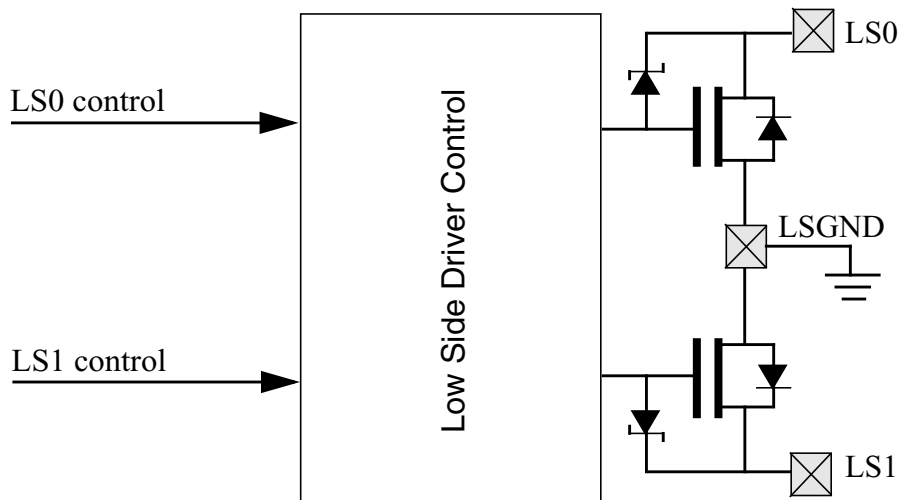 LS0
LS0 control
Low Side Driver Control
LSGND
LS1 control
LS1